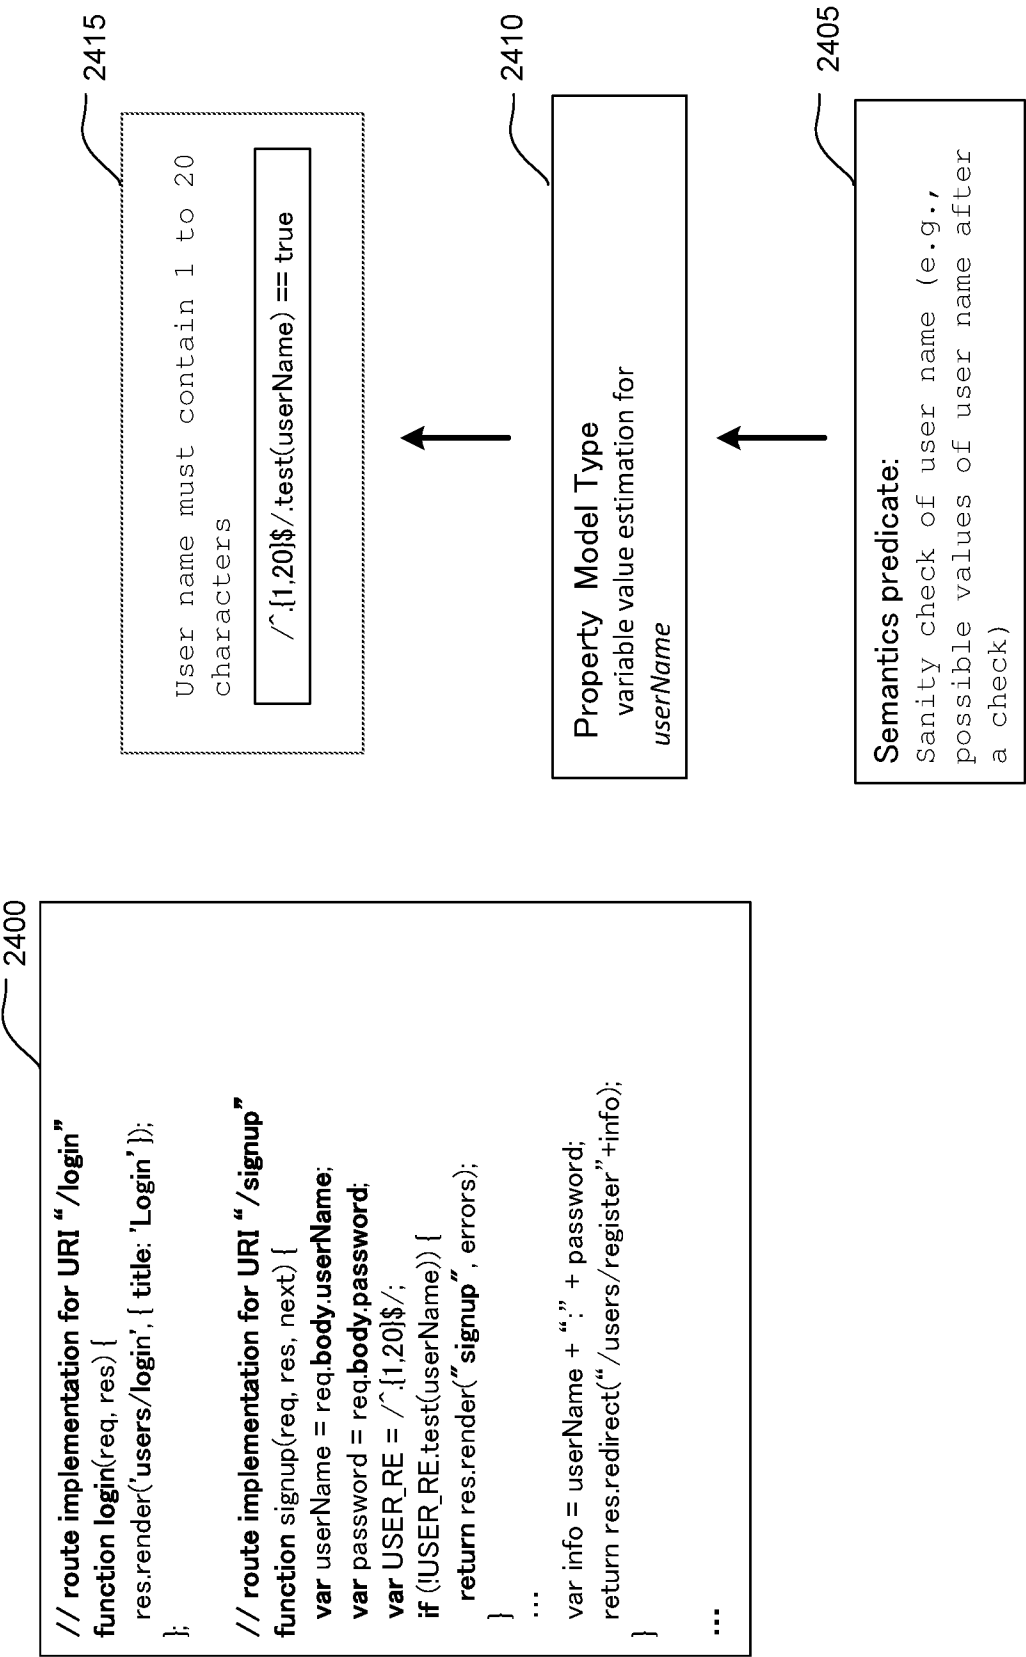 2400
// route implementation for URI “/login”
function login(req, res) {
res.render('users/login', { title: 'Login' });
};
// route implementation for URI “/signup”
function signup(req, res, next) {
var userName = req.body.userName;
var password = req.body.password;
var USER_RE = /^.{1,20}$/;
if (!USER_RE.test(userName)) {
return res.render("signup", errors);
}
...
var info = userName + “:” + password;
return res.redirect(“/users/register”+info);
}
...
2415
User name must contain 1 to 20
characters
/^.{1,20}$/.test(userName) == true
2410
Property Model Type
variable value estimation for
userName
2405
Semantics predicate:
Sanity check of user name (e.g.,
possible values of user name after
a check)